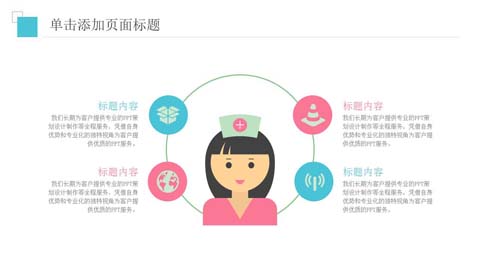 单击添加页面标题
标题内容
我们长期为客户提供专业的PPT策
划设计制作等全程服务，凭借自身
优势和专业化的独特视角为客户提
供优质的PPT服务。
标题内容
我们长期为客户提供专业的PPT策
划设计制作等全程服务，凭借自身
优势和专业化的独特视角为客户提
供优质的PPT服务。
标题内容
我们长期为客户提供专业的PPT策
划设计制作等全程服务，凭借自身
优势和专业化的独特视角为客户提
供优质的PPT服务。
标题内容
我们长期为客户提供专业的PPT策
划设计制作等全程服务，凭借自身
优势和专业化的独特视角为客户提
供优质的PPT服务。